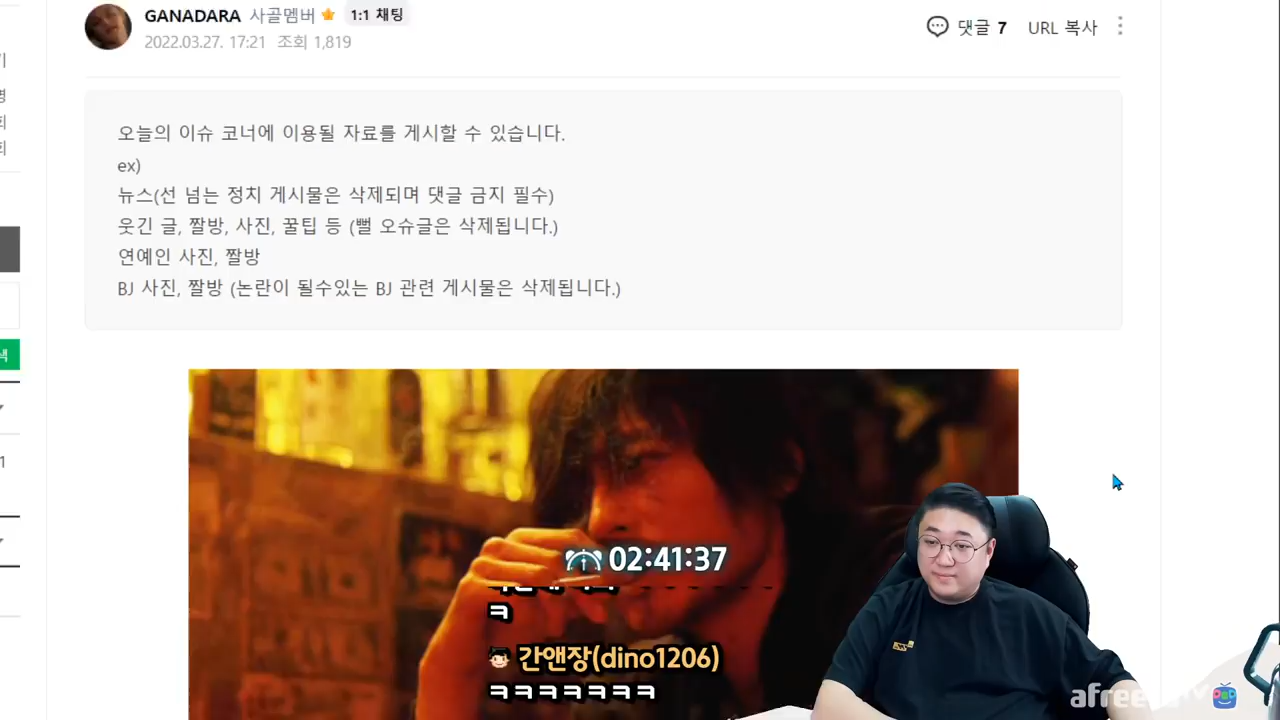 GANADARA 사골멤버 1:1 채팅
2022.03.27. 17:21 조회 1,819
댓글 7 URL 복사
오늘의 이슈 코너에 이용될 자료를 게시할 수 있습니다.
ex)
뉴스(선 넘는 정치 게시물은 삭제되며 댓글 금지 필수)
웃긴 글, 짤방, 사진, 꿀팁 등 (뻘 오슈글은 삭제됩니다.)
연예인 사진, 짤방
BJ 사진, 짤방 (논란이 될수있는 BJ 관련 게시물은 삭제됩니다.)
02:41:37
ㅋ
간앤장(dino1206)
ㅋㅋㅋㅋㅋㅋㅋ